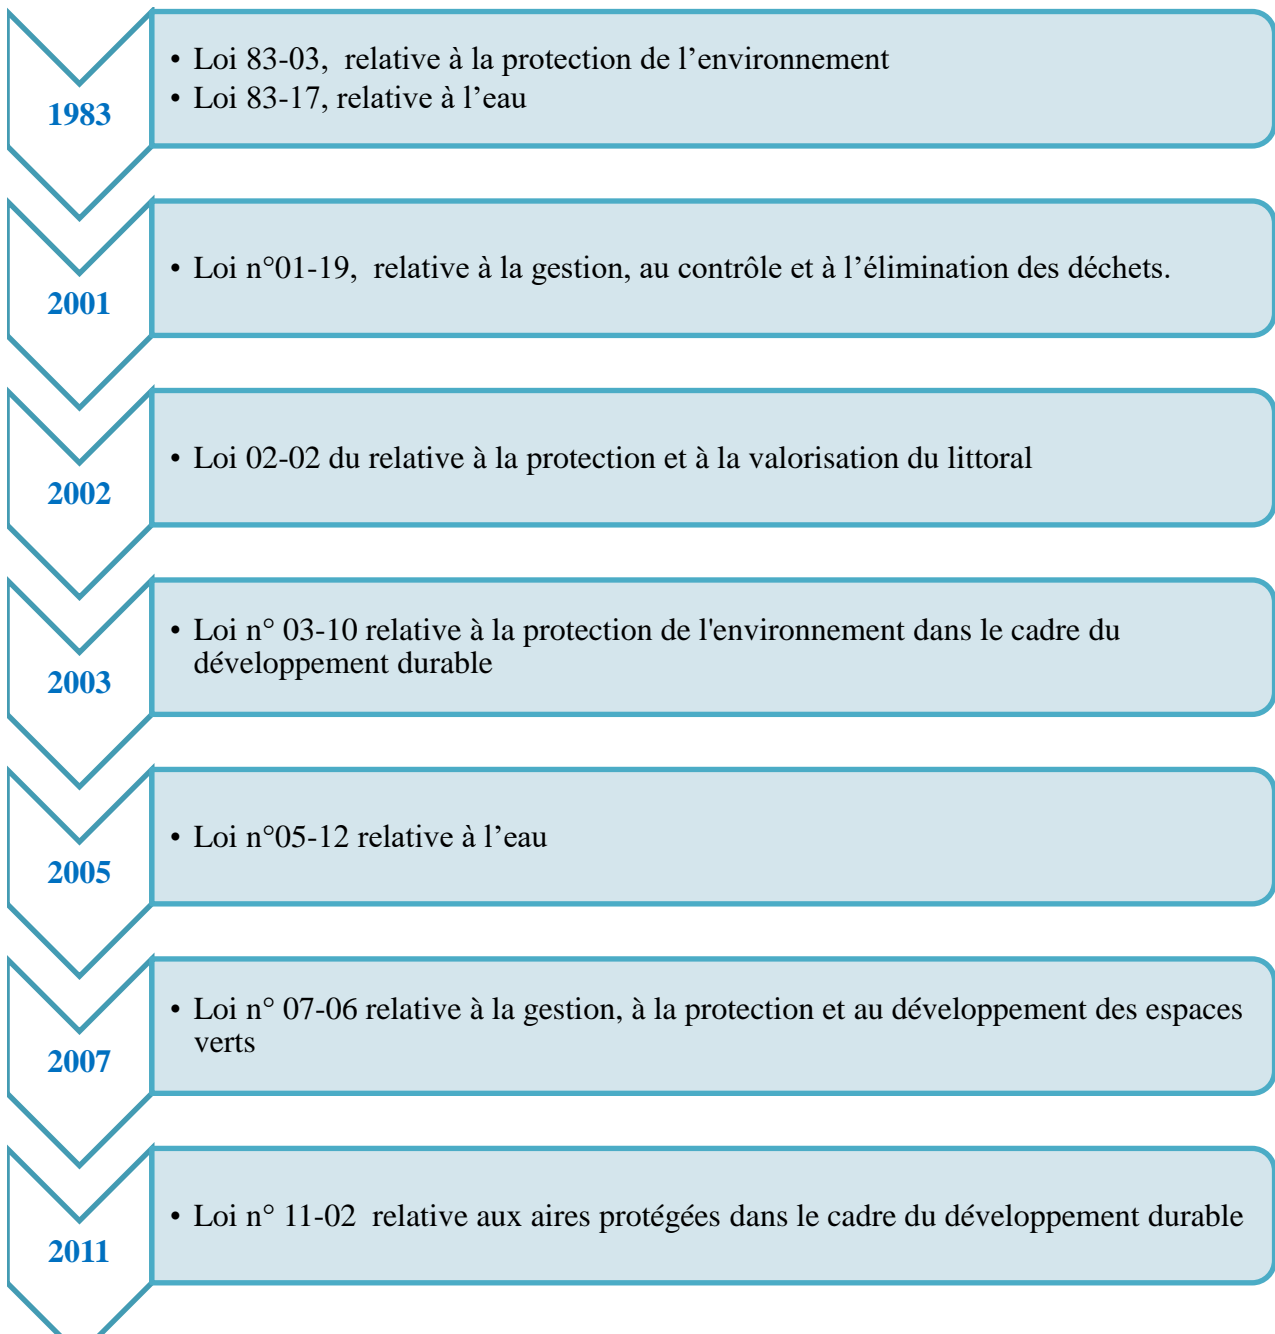 1983
• Loi 83-03,  relative à la protection de l’environnement
• Loi 83-17, relative à l’eau
2001
• Loi n°01-19,  relative à la gestion, au contrôle et à l’élimination des déchets.
2002
• Loi 02-02 du relative à la protection et à la valorisation du littoral
2003
• Loi n° 03-10 relative à la protection de l'environnement dans le cadre du
développement durable
2005
• Loi n°05-12 relative à l’eau
2007
• Loi n° 07-06 relative à la gestion, à la protection et au développement des espaces
verts
2011
• Loi n° 11-02  relative aux aires protégées dans le cadre du développement durable